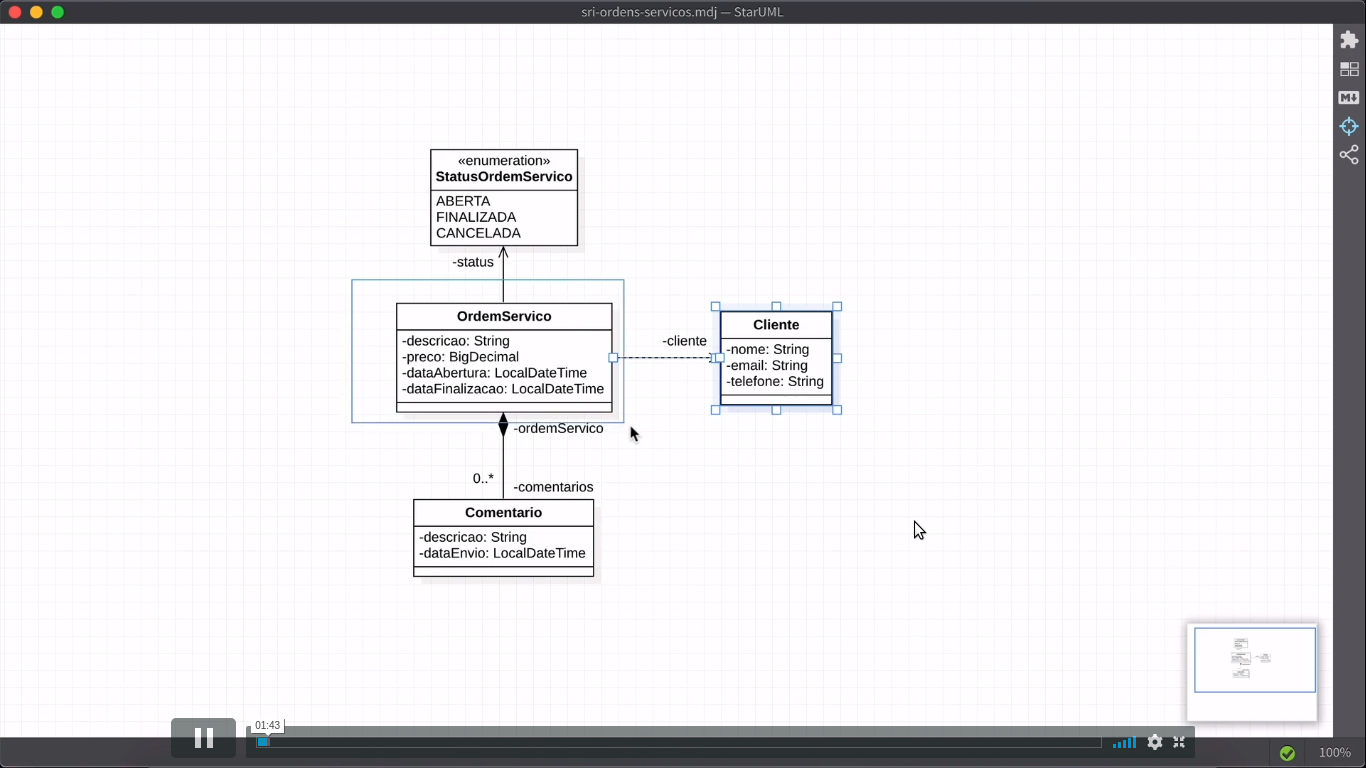 sri-ordens-servicos.mdj — StarUML
«enumeration»
StatusOrdemServico
ABERTA
FINALIZADA
CANCELADA
-status
OrdemServico
-descricao: String
-preco: BigDecimal
-dataAbertura: LocalDateTime
-dataFinalizacao: LocalDateTime
-cliente
Cliente
-nome: String
-email: String
-telefone: String
-ordemServico
0..*
-comentarios
Comentario
-descricao: String
-dataEnvio: LocalDateTime
M
01:43
100%